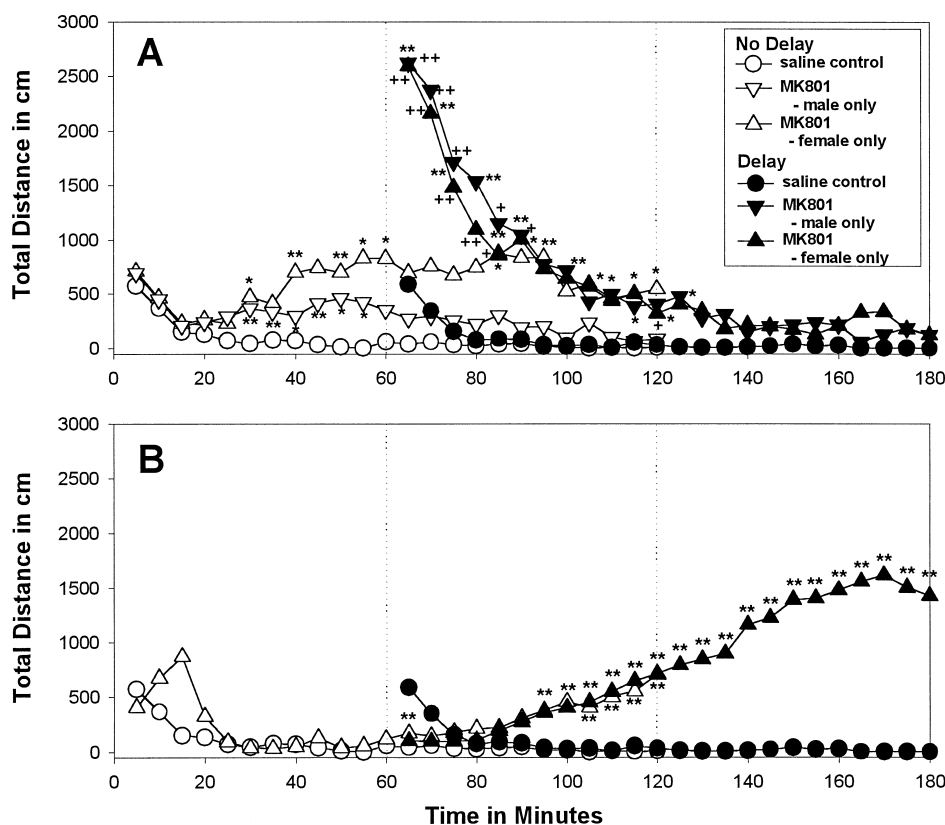 A
Total Distance in cm
3000
2500
2000
1500
1000
500
0
No Delay
saline control
MK801
- male only
MK801
- female only
Delay
saline control
MK801
- male only
MK801
- female only
0 20 40 60 80 100 120 140 160 180
B
Total Distance in cm
3000
2500
2000
1500
1000
500
0
0 20 40 60 80 100 120 140 160 180
Time in Minutes